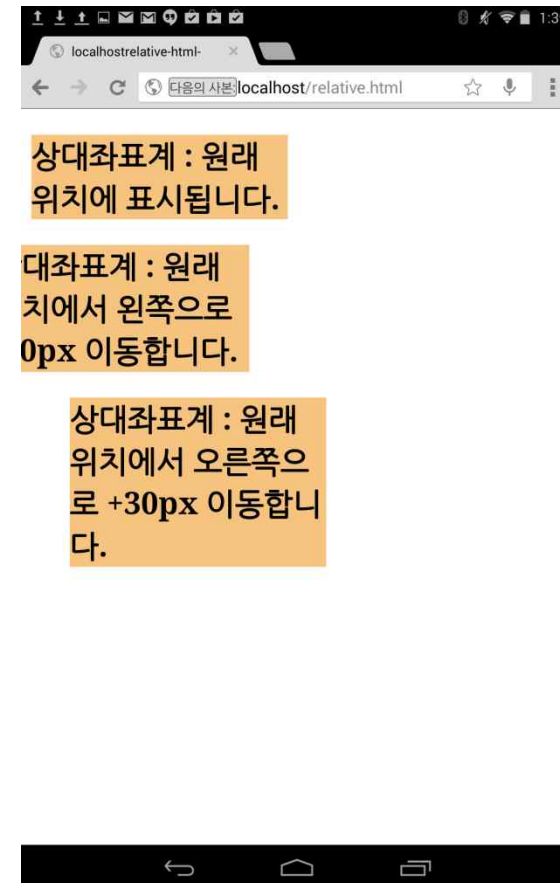 1:3
localhostrelative-html-
다음의 사본:localhost/relative.html
상대좌표계 : 원래
위치에 표시됩니다.
대좌표계 : 원래
치에서 왼쪽으로
0px 이동합니다.
상대좌표계 : 원래
위치에서 오른쪽으
로 +30px 이동합니
다.